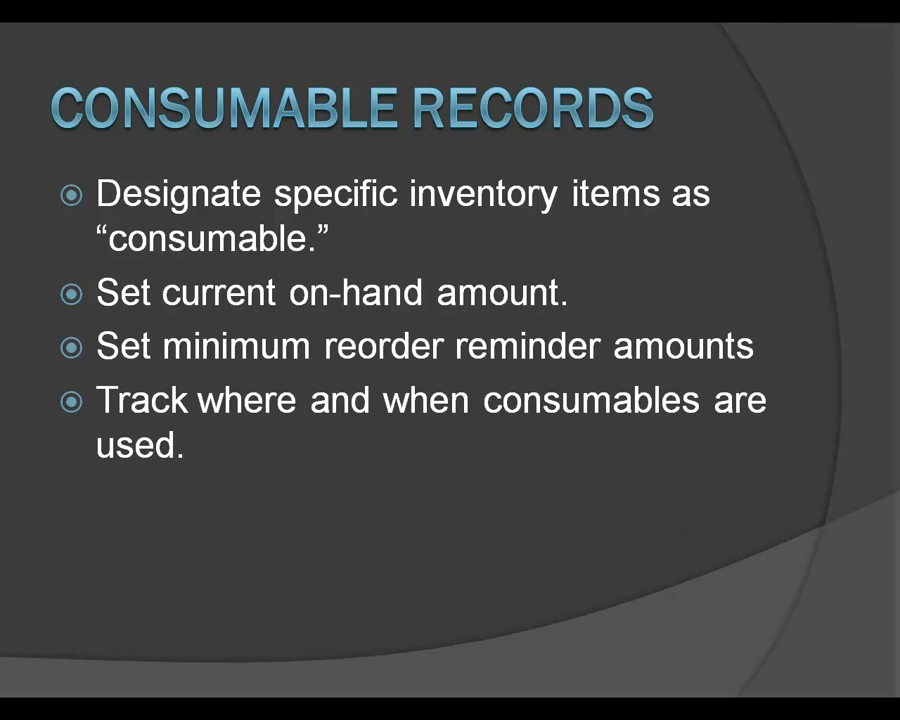 CONSUMABLE RECORDS
Designate specific inventory items as
“consumable.”
Set current on-hand amount.
Set minimum reorder reminder amounts
Track where and when consumables are
used.